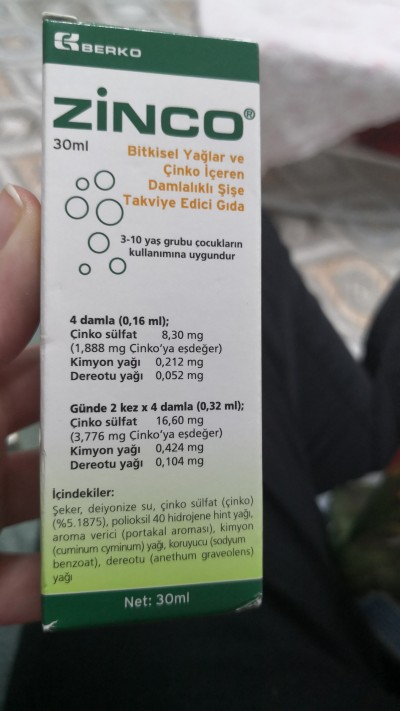 BERKO
ZiNCO®
30ml
Bitkisel Yağlar ve
Çinko İçeren
Damlalıklı Şişe
Takviye Edici Gıda
3-10 yaş grubu çocukların
kullanımına uygundur
4 damla (0,16 ml);
Çinko sülfat 8,30 mg
(1,888 mg Çinko'ya eşdeğer)
Kimyon yağı 0,212 mg
Dereotu yağı 0,052 mg
Günde 2 kez x 4 damla (0,32 ml);
Çinko sülfat 16,60 mg
(3,776 mg Çinko'ya eşdeğer)
Kimyon yağı 0,424 mg
Dereotu yağı 0,104 mg
İçindekiler:
Şeker, deiyonize su, çinko sülfat (çinko)
(%5.1875), polioksil 40 hidrojene hint yağı,
aroma verici (portakal aroması), kimyon
(cuminum cyminum) yağı, koruyucu (sodyum
benzoat), dereotu (anethum graveolens)
yağı
Net: 30ml